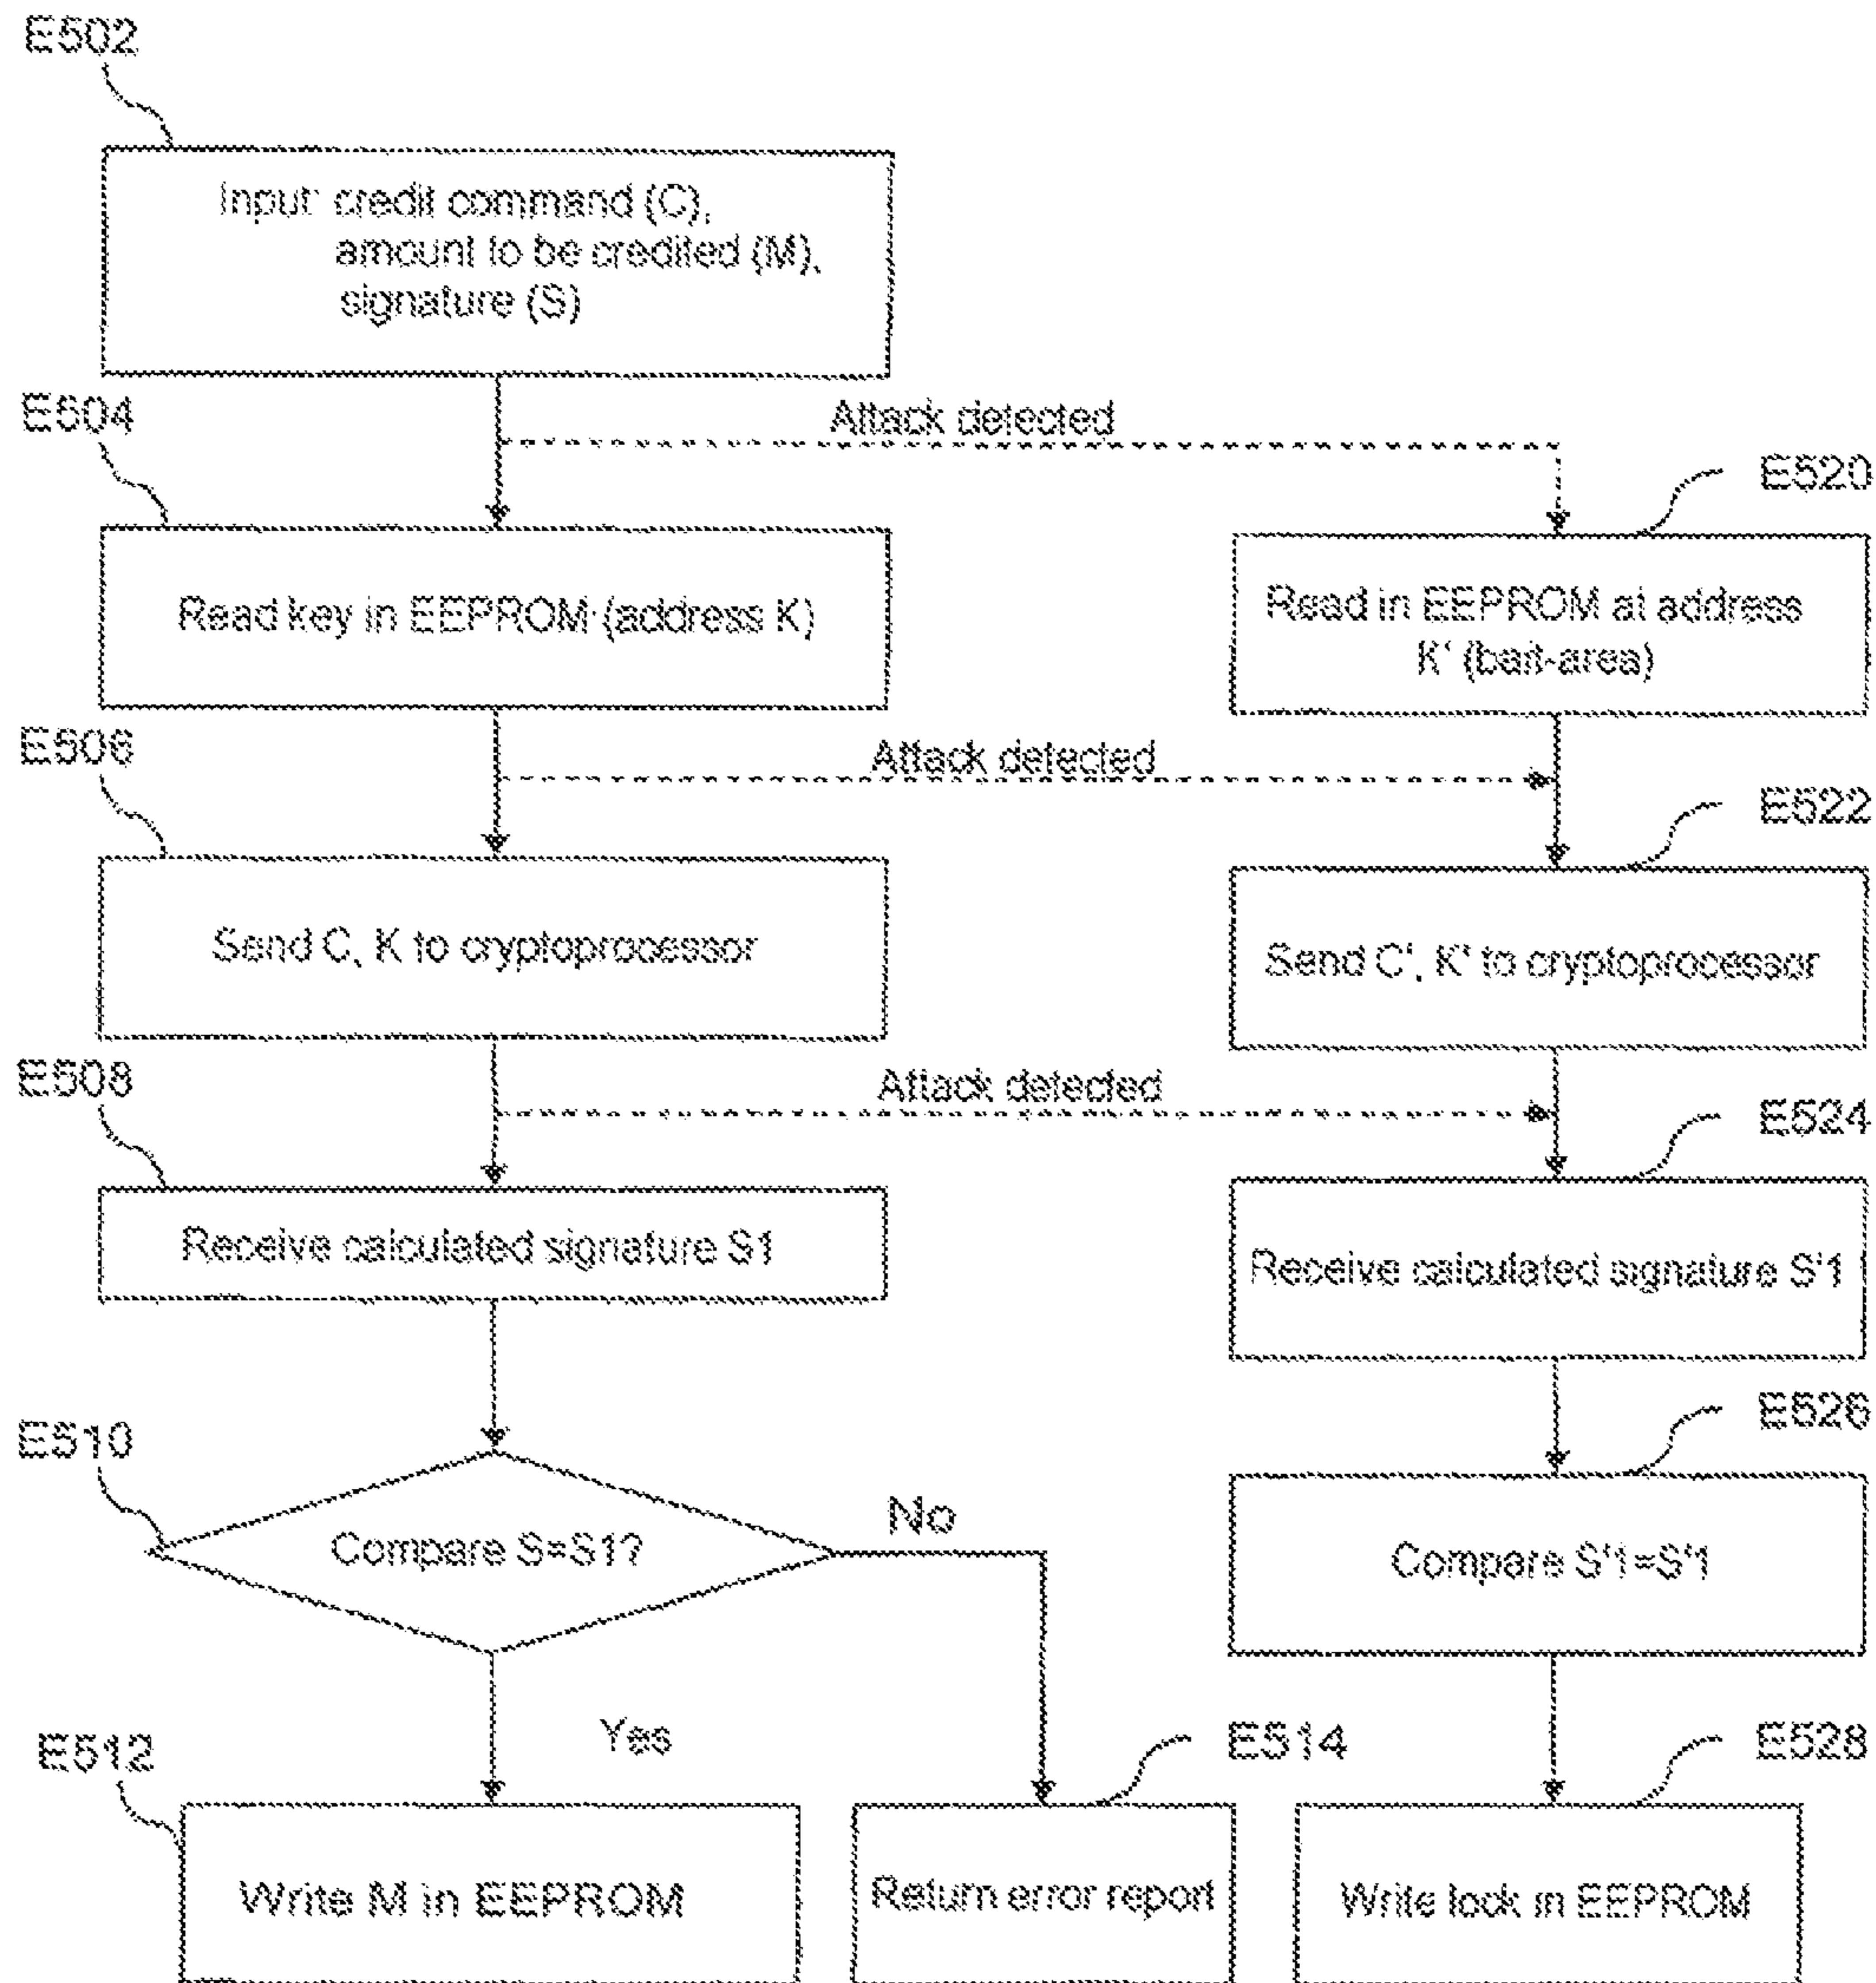 E502
Input: credit command (C),
amount to be credited (M),
signature (S)
E504
Attack detected
E520
Read key in EEPROM (address K)
Read in EEPROM at address
K' (bait-area)
E506
Attack detected
E522
Send C, K to cryptoprocessor
Send C', K' to cryptoprocessor
E508
Attack detected
E524
Receive calculated signature S1
Receive calculated signature S'1
E526
E510
No
Compare S=S1?
Compare S'1=S'1
Yes
E512
E514
E528
Write M in EEPROM
Return error report
Write lock in EEPROM